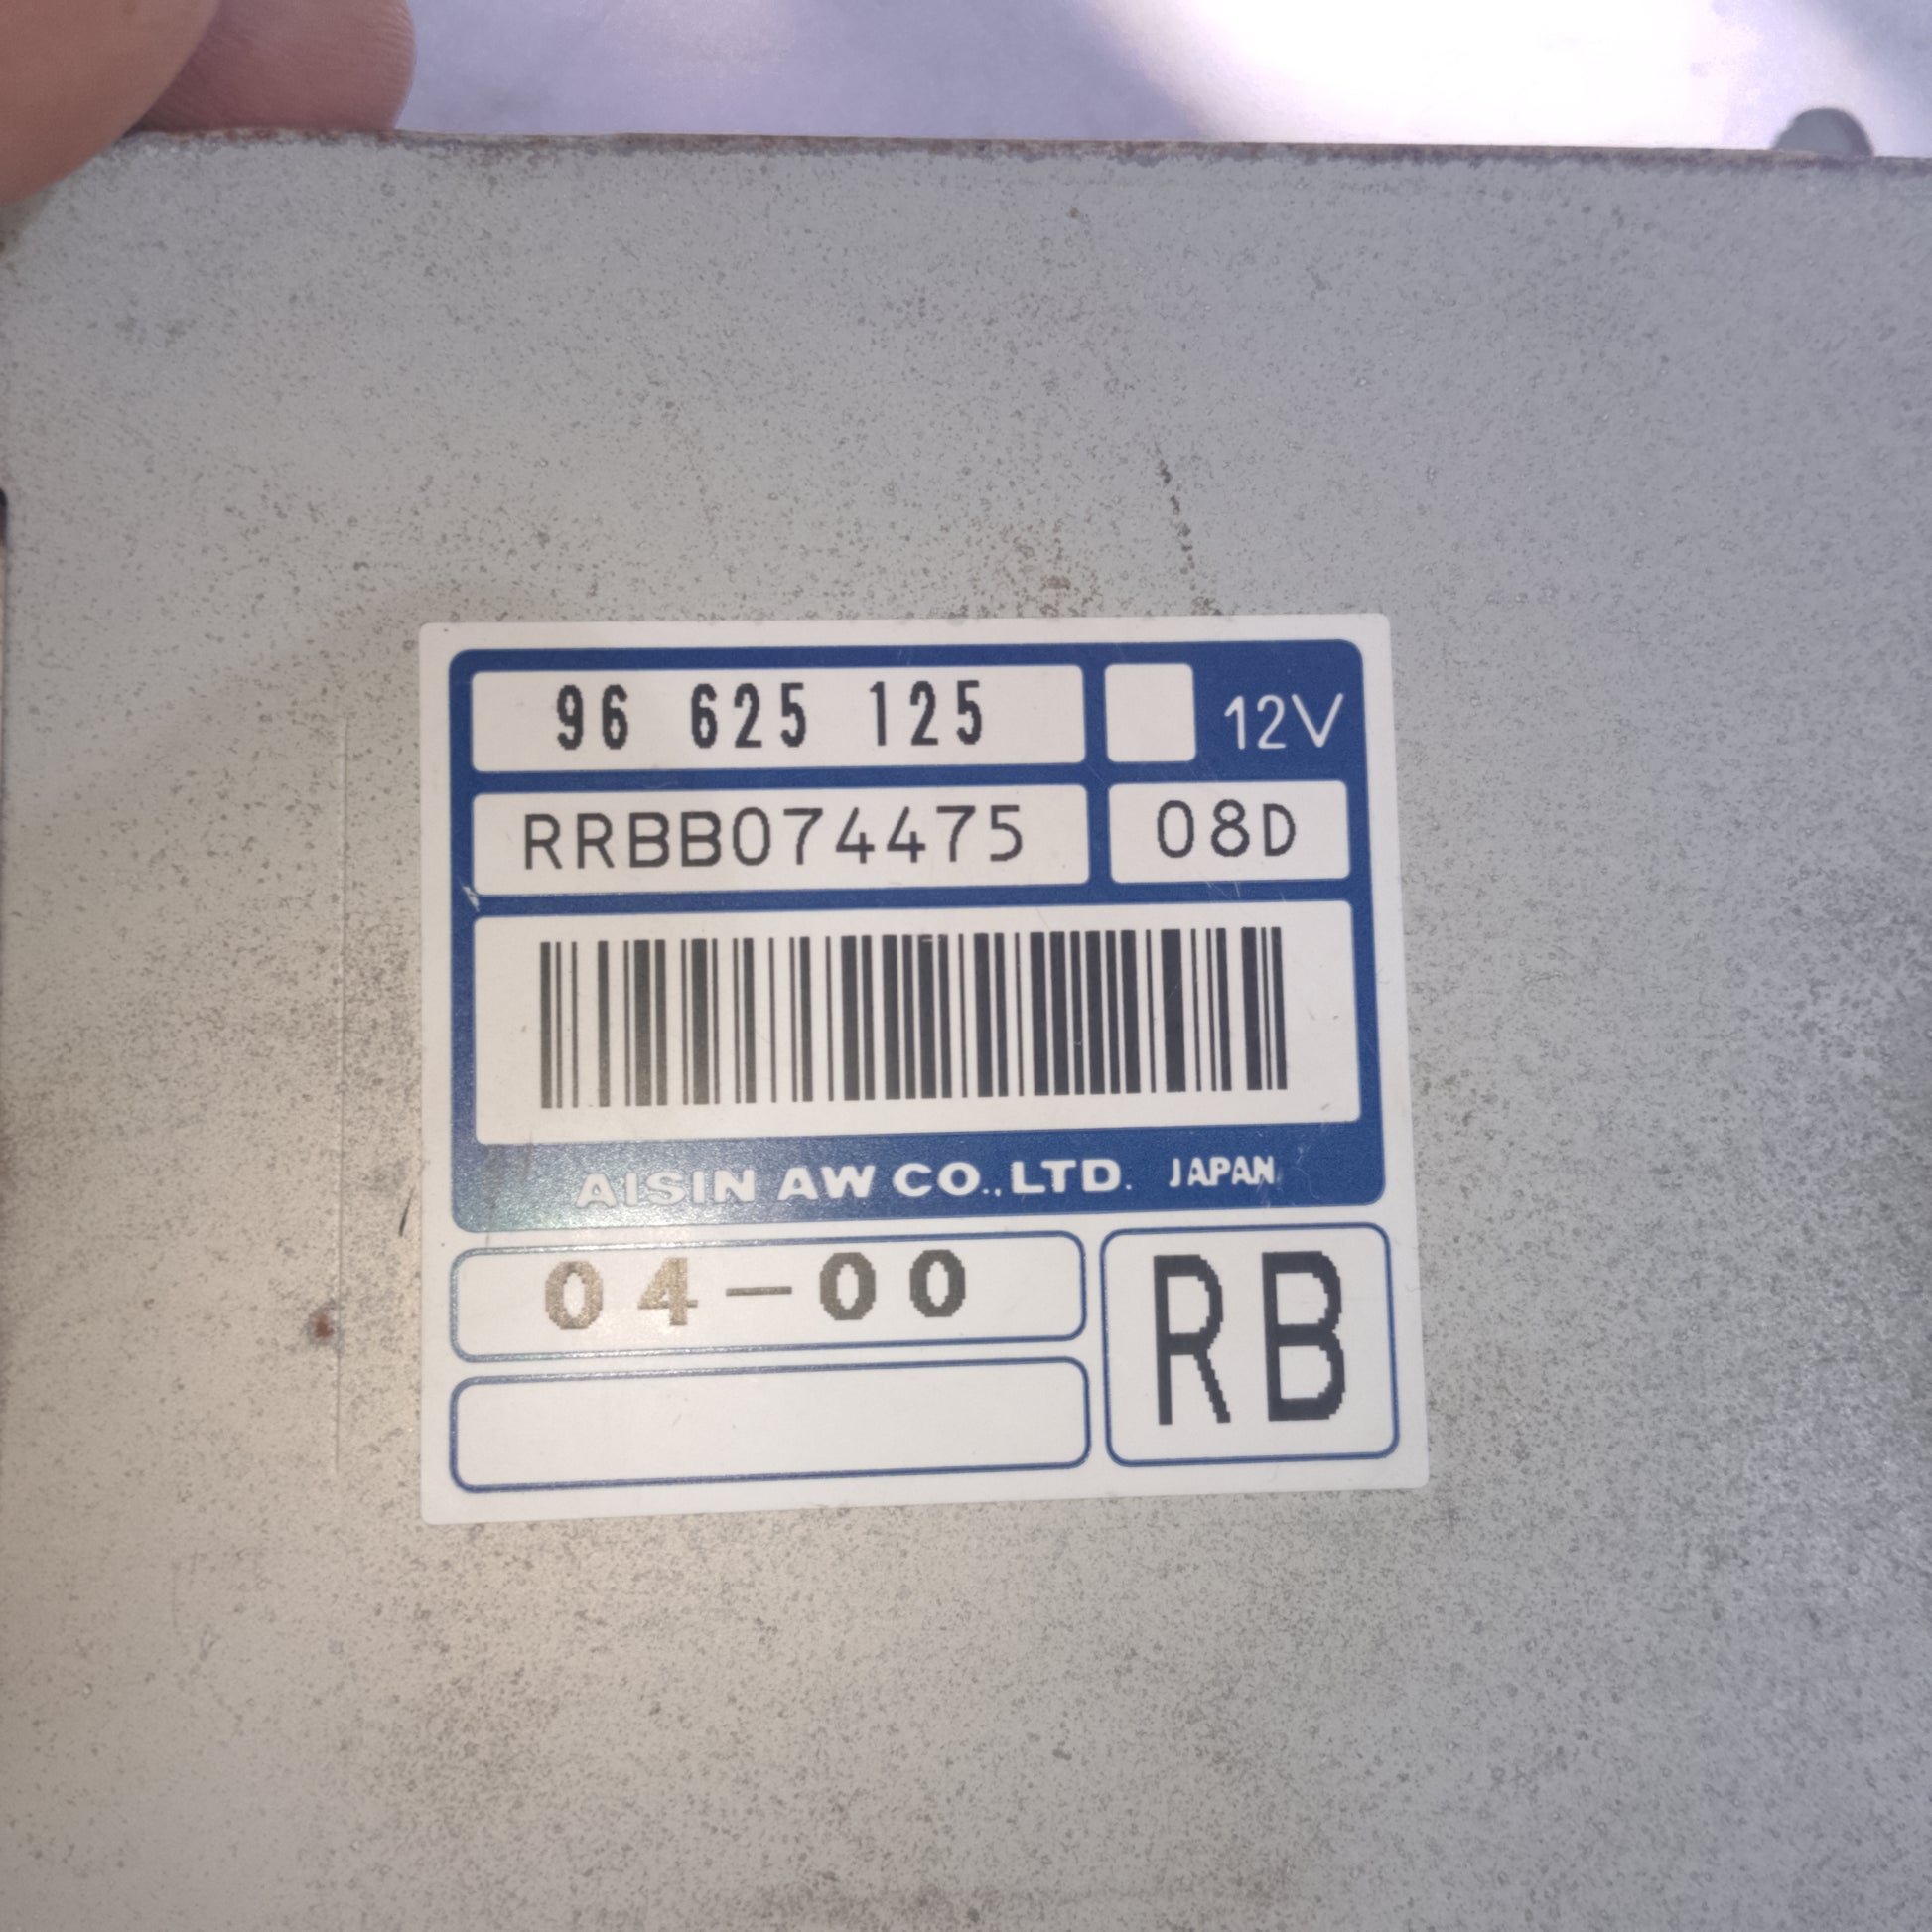 96 625 125 12V
RRBB074475 08D
AISIN AW CO.,LTD. JAPAN
04-00 RB